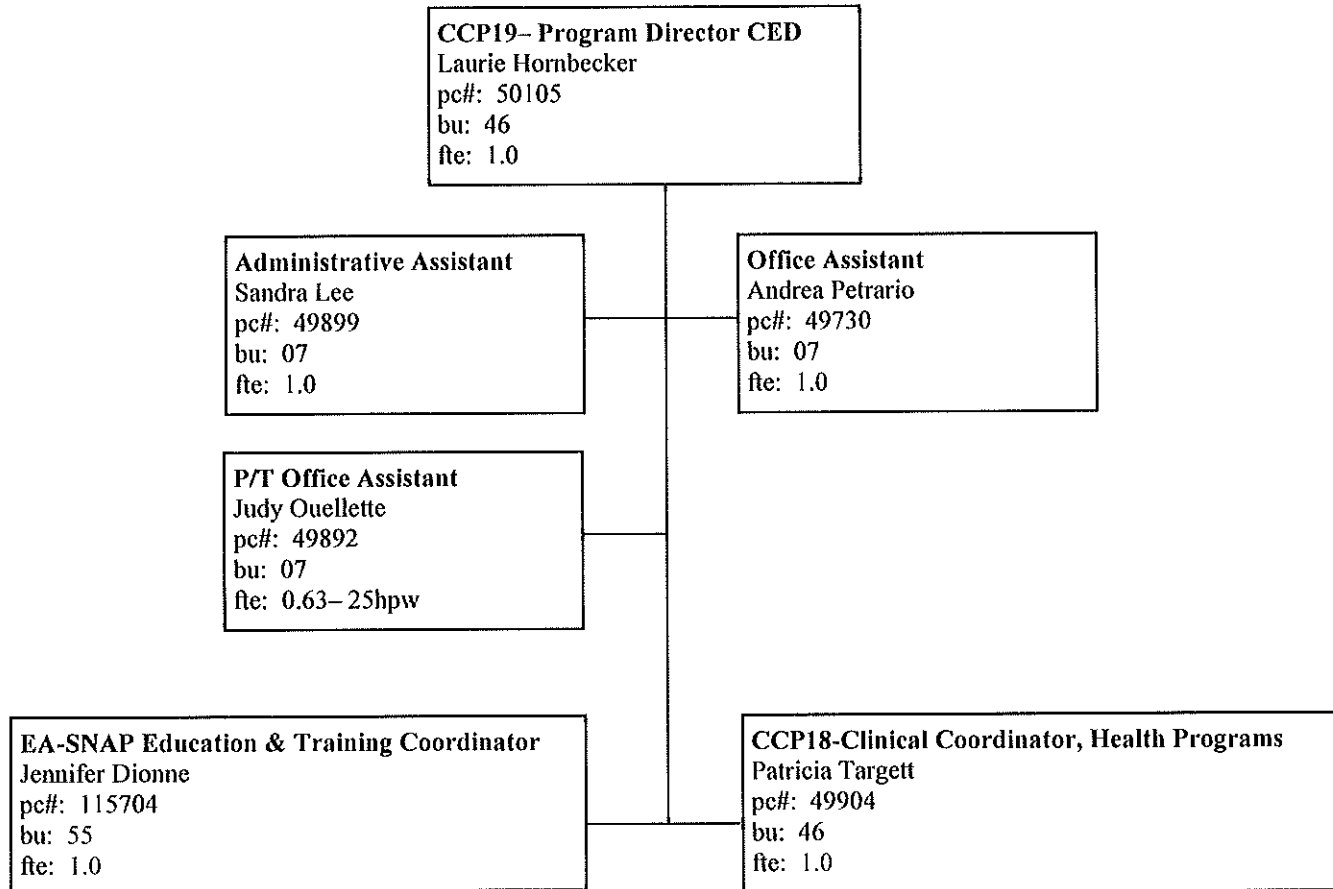 CCP19– Program Director CED
Laurie Hornbecker
pc#: 50105
bu: 46
fte: 1.0
Administrative Assistant
Sandra Lee
pc#: 49899
bu: 07
fte: 1.0
Office Assistant
Andrea Petrario
pc#: 49730
bu: 07
fte: 1.0
P/T Office Assistant
Judy Ouellette
pc#: 49892
bu: 07
fte: 0.63– 25hpw
EA-SNAP Education & Training Coordinator
Jennifer Dionne
pc#: 115704
bu: 55
fte: 1.0
CCP18-Clinical Coordinator, Health Programs
Patricia Targett
pc#: 49904
bu: 46
fte: 1.0